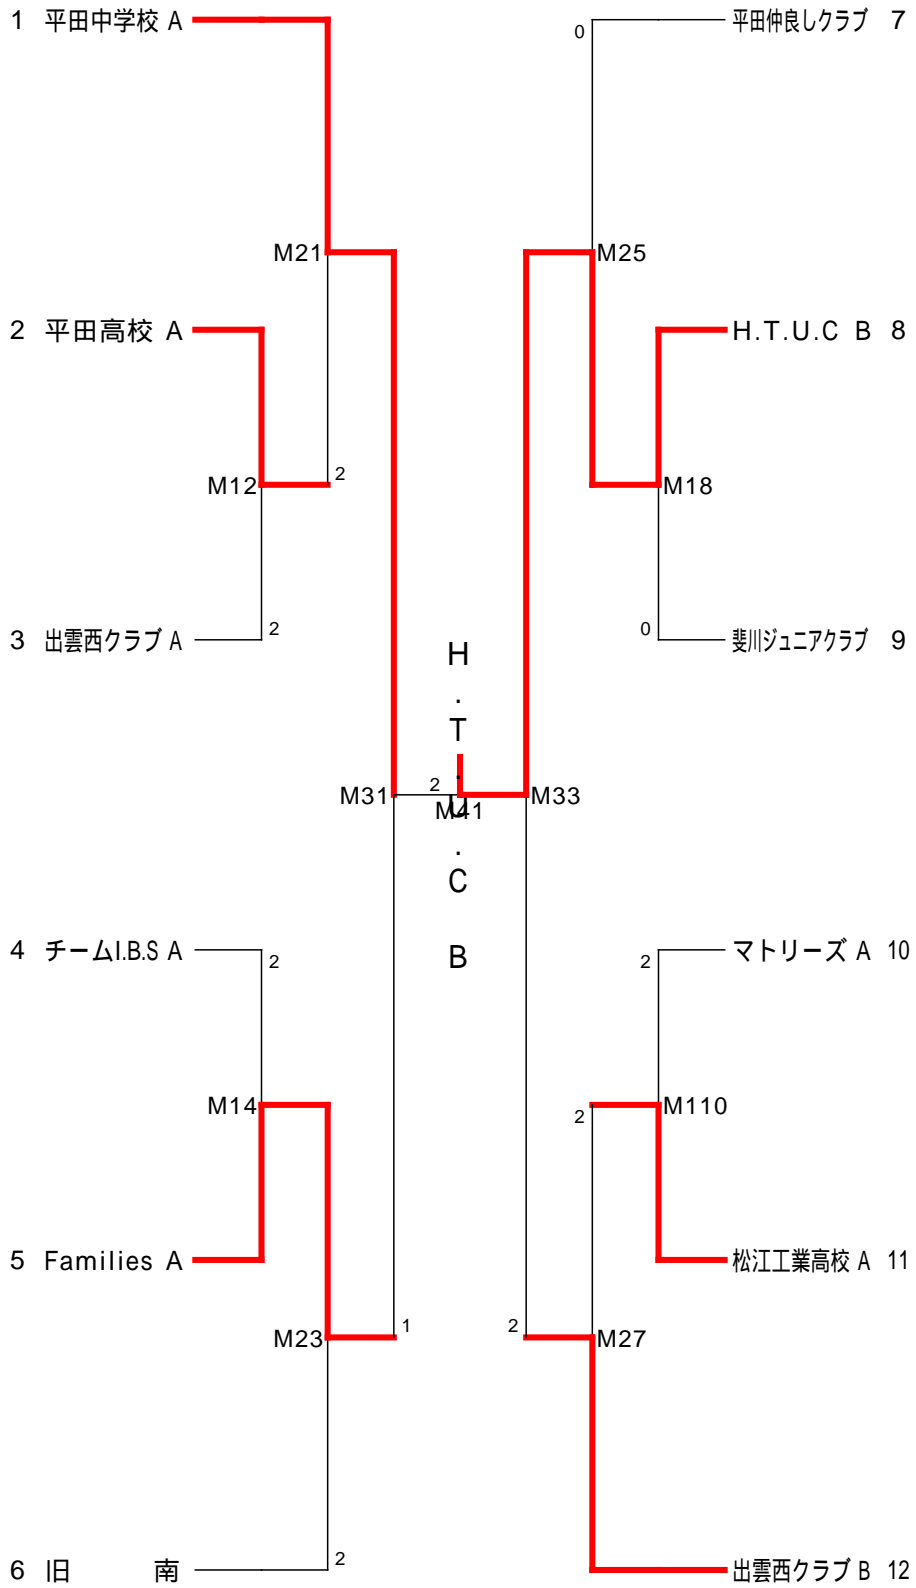 1 平田中学校 A
平田仲良しクラブ 7
0
M21
M25
2 平田高校 A
H.T.U.C B 8
M12
2
M18
3 出雲西クラブ A
2
0
斐川ジュニアクラブ 9
H.T.U.C B
M31
2
M41
M33
4 チームI.B.S A
2
2
マトリーズ A 10
M14
2
M110
5 Families A
松江工業高校 A 11
M23
1
2
M27
6 旧 南
2
出雲西クラブ B 12